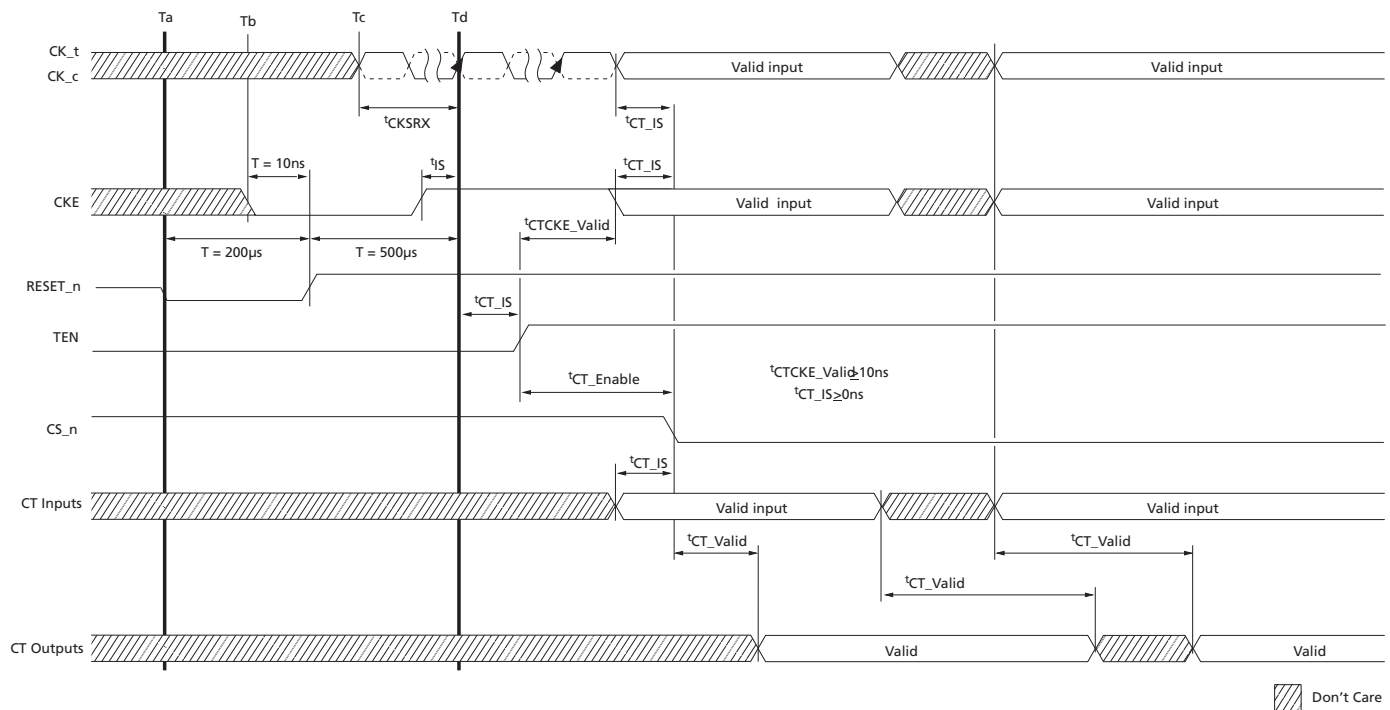 Ta Tb Tc Td
CK_t
CK_c
Valid input Valid input
tCKSRX tCT_IS
T = 10ns tIS tCT_IS
CKE
Valid input Valid input
tCTCKE_Valid
T = 200µs T = 500µs
RESET_n
tCT_IS
TEN
tCT_Enable
tCTCKE_Valid≥10ns
tCT_IS≥0ns
CS_n
tCT_IS
CT Inputs
Valid input Valid input
tCT_Valid tCT_Valid
tCT_Valid
CT Outputs
Valid Valid
Don't Care